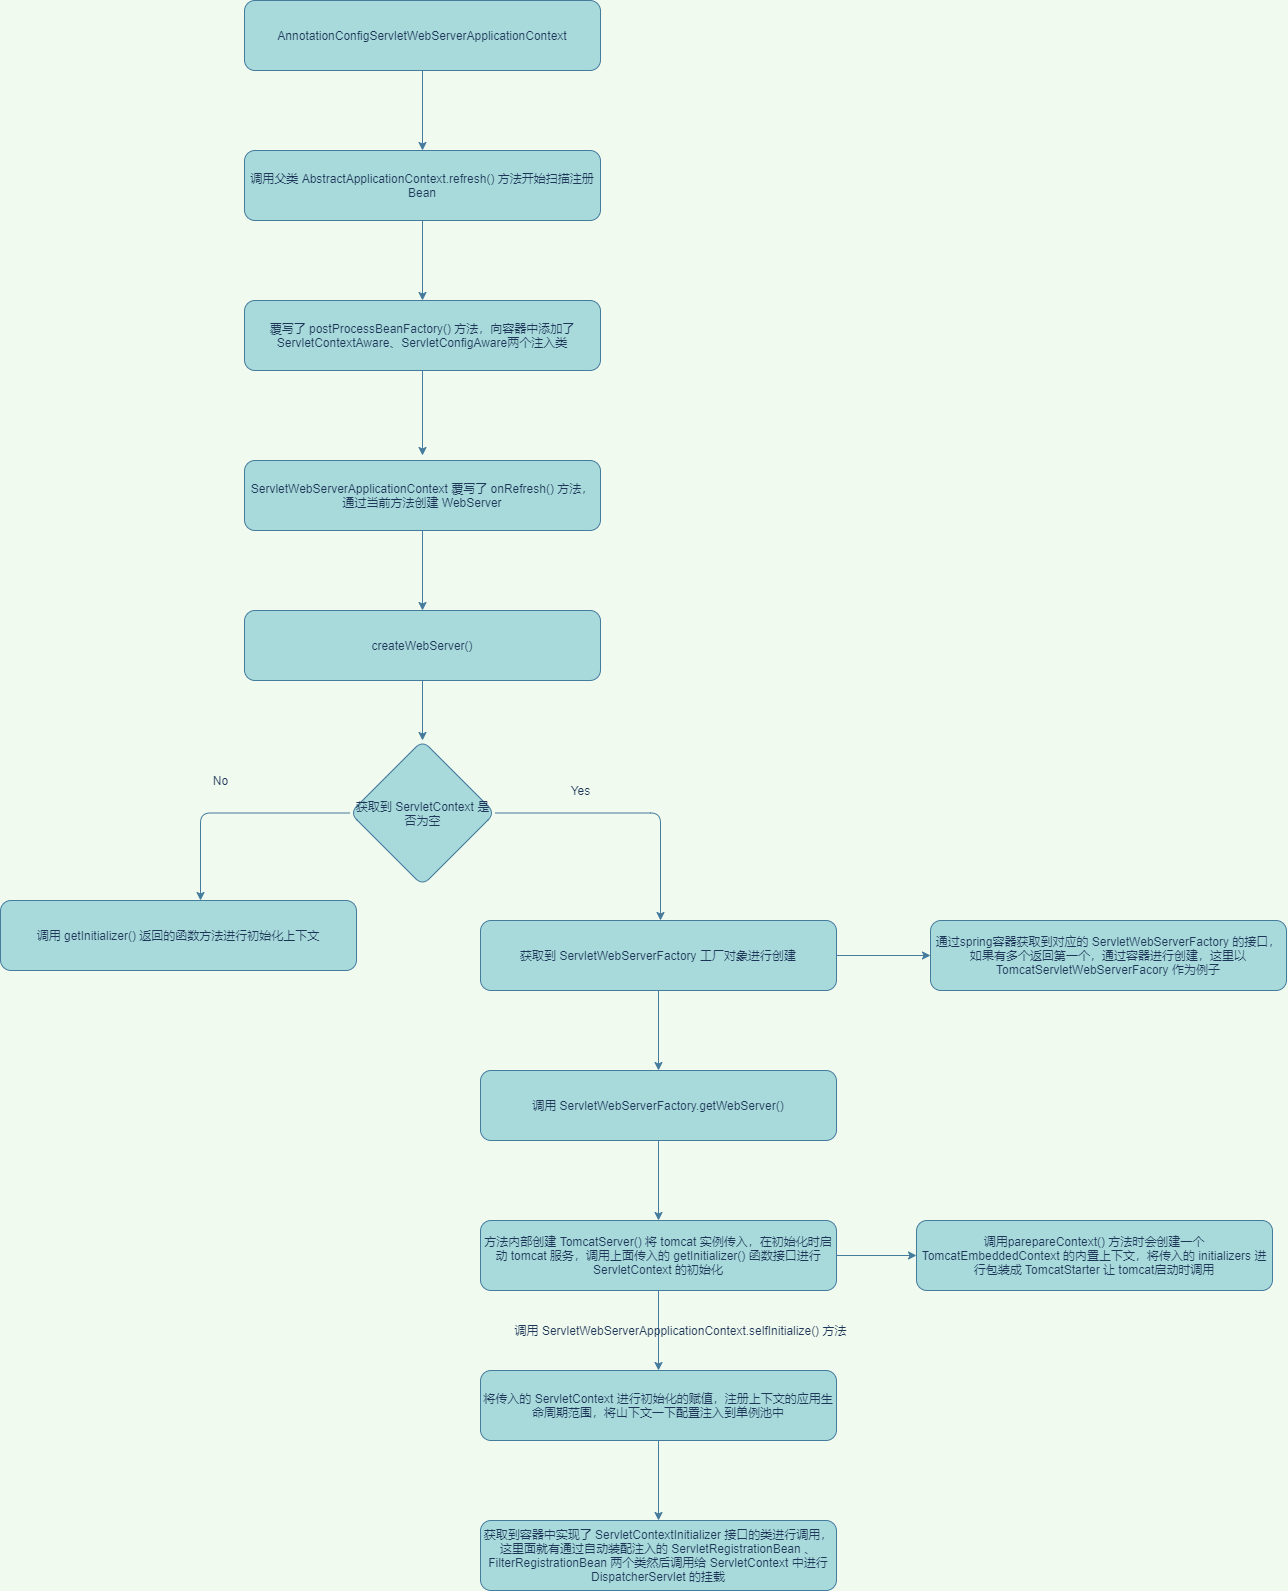 AnnotationConfigServletWebServerApplicationContext
调用父类 AbstractApplicationContext.refresh() 方法开始扫描注册
Bean
覆写了 postProcessBeanFactory() 方法，向容器中添加了
ServletContextAware、ServletConfigAware两个注入类
ServletWebServerApplicationContext 覆写了 onRefresh() 方法，
通过当前方法创建 WebServer
createWebServer()
获取到 ServletContext 是
否为空
No
Yes
调用 getInitializer() 返回的函数方法进行初始化上下文
获取到 ServletWebServerFactory 工厂对象进行创建
通过spring容器获取到对应的 ServletWebServerFactory 的接口，
如果有多个返回第一个，通过容器进行创建，这里以
TomcatServletWebServerFacory 作为例子
调用 ServletWebServerFactory.getWebServer()
方法内部创建 TomcatServer() 将 tomcat 实例传入，在初始化时启
动 tomcat 服务，调用上面传入的 getInitializer() 函数接口进行
ServletContext 的初始化
调用parepareContext() 方法时会创建一个
TomcatEmbeddedContext 的内置上下文，将传入的 initializers 进
行包装成 TomcatStarter 让 tomcat启动时调用
调用 ServletWebServerAppplicationContext.selfInitialize() 方法
将传入的 ServletContext 进行初始化的赋值，注册上下文的应用生
命周期范围，将山下文一下配置注入到单例池中
获取到容器中实现了 ServletContextInitializer 接口的类进行调用，
这里面就有通过自动装配注入的 ServletRegistrationBean 、
FilterRegistrationBean 两个类然后调用给 ServletContext 中进行
DispatcherServlet 的挂载